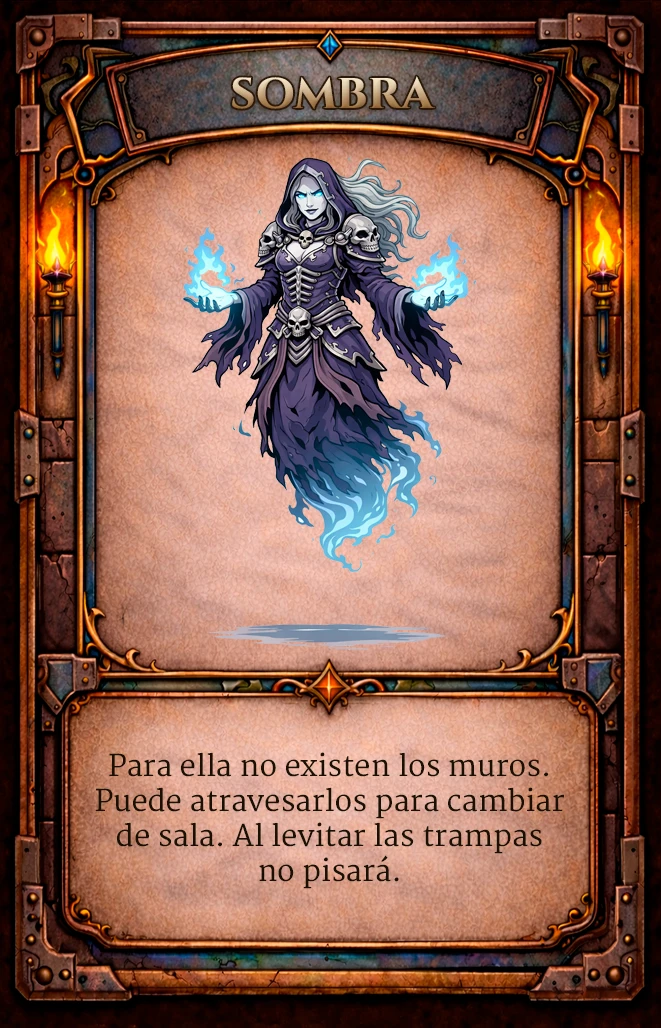 SOMBRA
Para ella no existen los muros.
Puede atravesarlos para cambiar
de sala. Al levitar las trampas
no pisará.